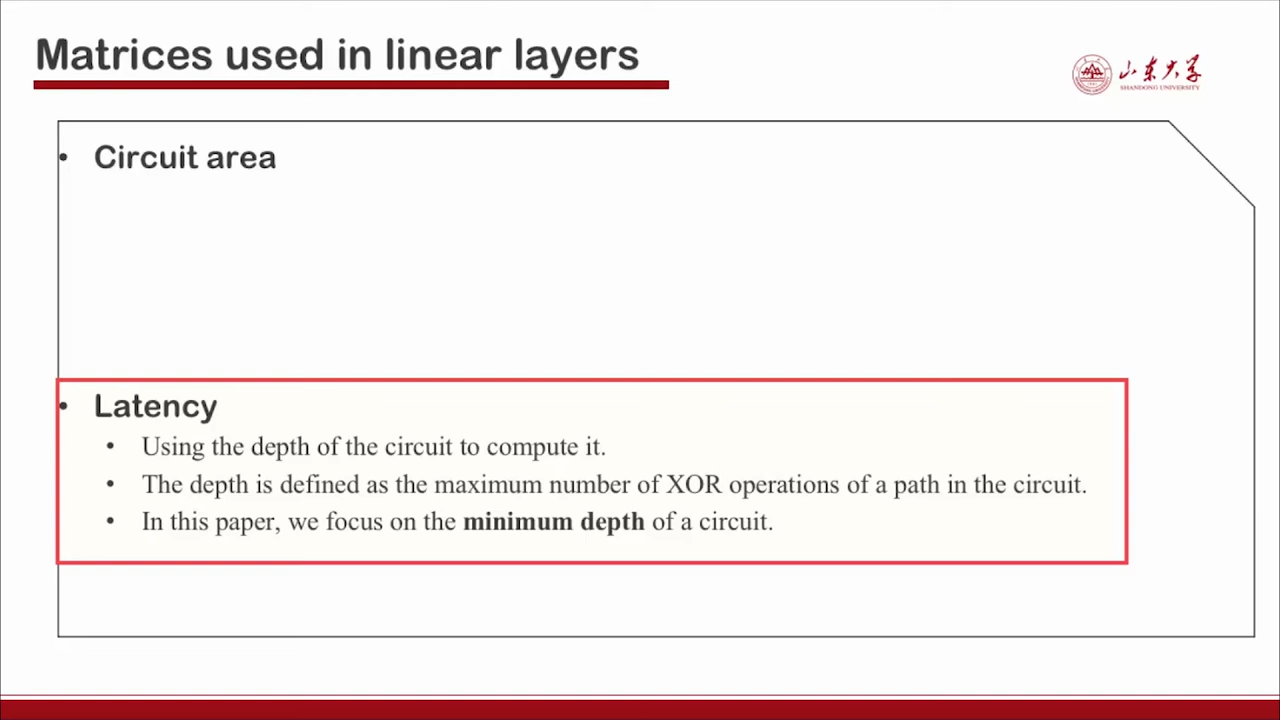 Matrices used in linear layers
山东大学
SHANDONG UNIVERSITY
• Circuit area
• Latency
• Using the depth of the circuit to compute it.
• The depth is defined as the maximum number of XOR operations of a path in the circuit.
• In this paper, we focus on the minimum depth of a circuit.